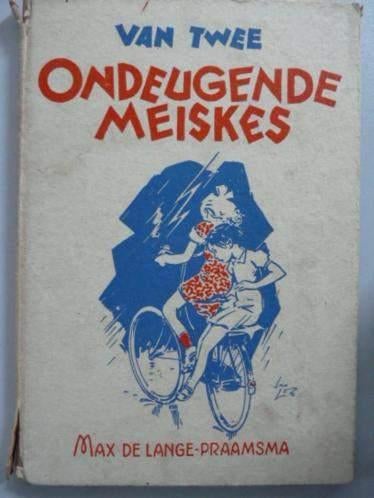 VAN TWEE
ONDEUGENDE
MEISKES
MAX DE LANGE-PRAAMSMA